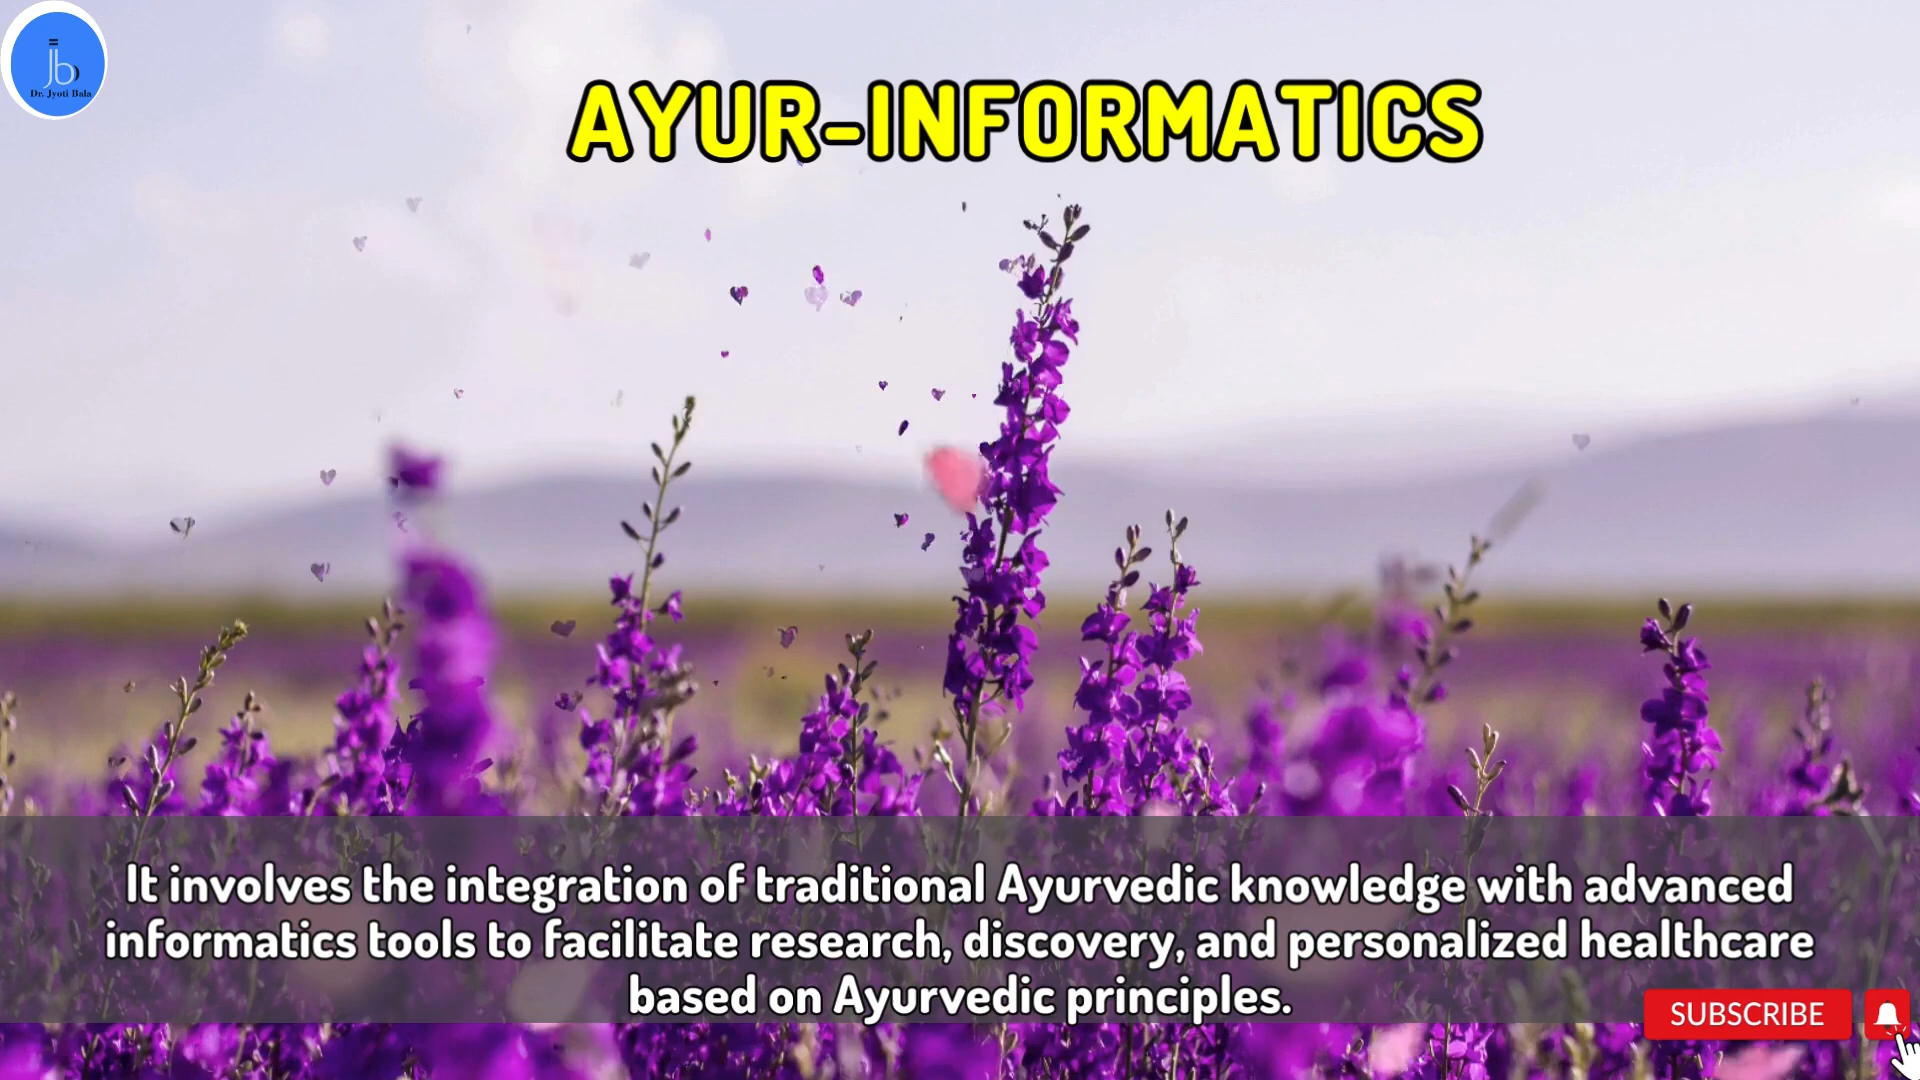 jb
Dr. Jyoti Bala
AYUR-INFORMATICS
It involves the integration of traditional Ayurvedic knowledge with advanced
informatics tools to facilitate research, discovery, and personalized healthcare
based on Ayurvedic principles.
SUBSCRIBE